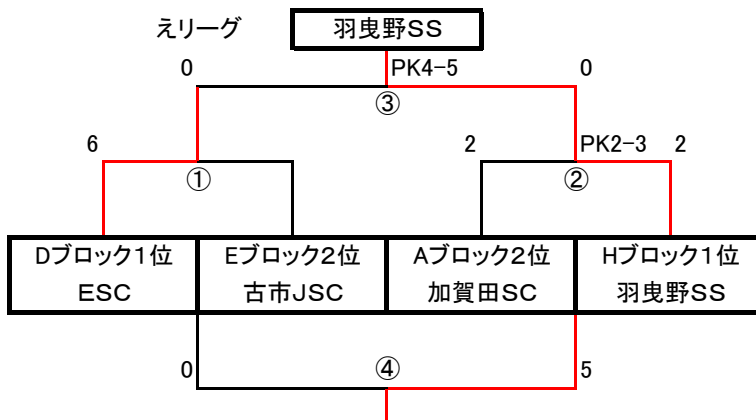 えリーグ 羽曳野SS
0 PK4-5 0
③
6 2 PK2-3 2
① ②
Dブロック1位 Eブロック2位 Aブロック2位 Hブロック1位
ESC 古市JSC 加賀田SC 羽曳野SS
0 ④ 5